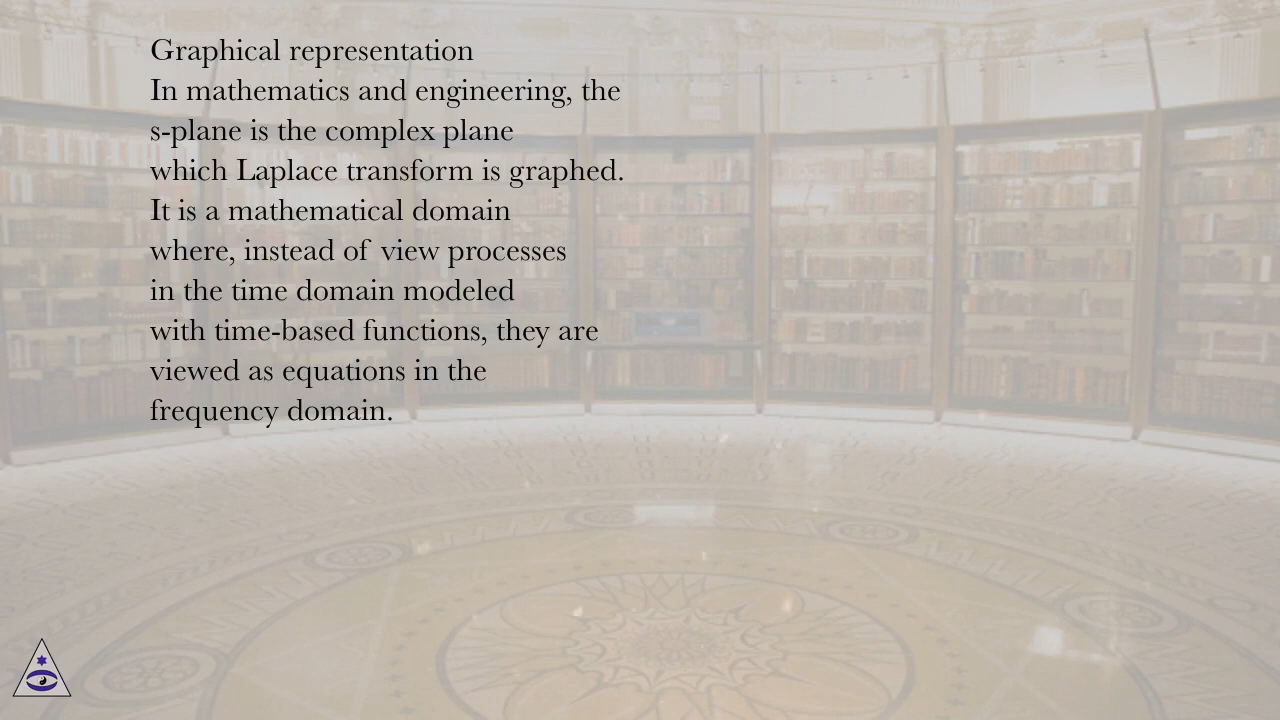 Graphical representation
In mathematics and engineering, the
s-plane is the complex plane
which Laplace transform is graphed.
It is a mathematical domain
where, instead of view processes
in the time domain modeled
with time-based functions, they are
viewed as equations in the
frequency domain.